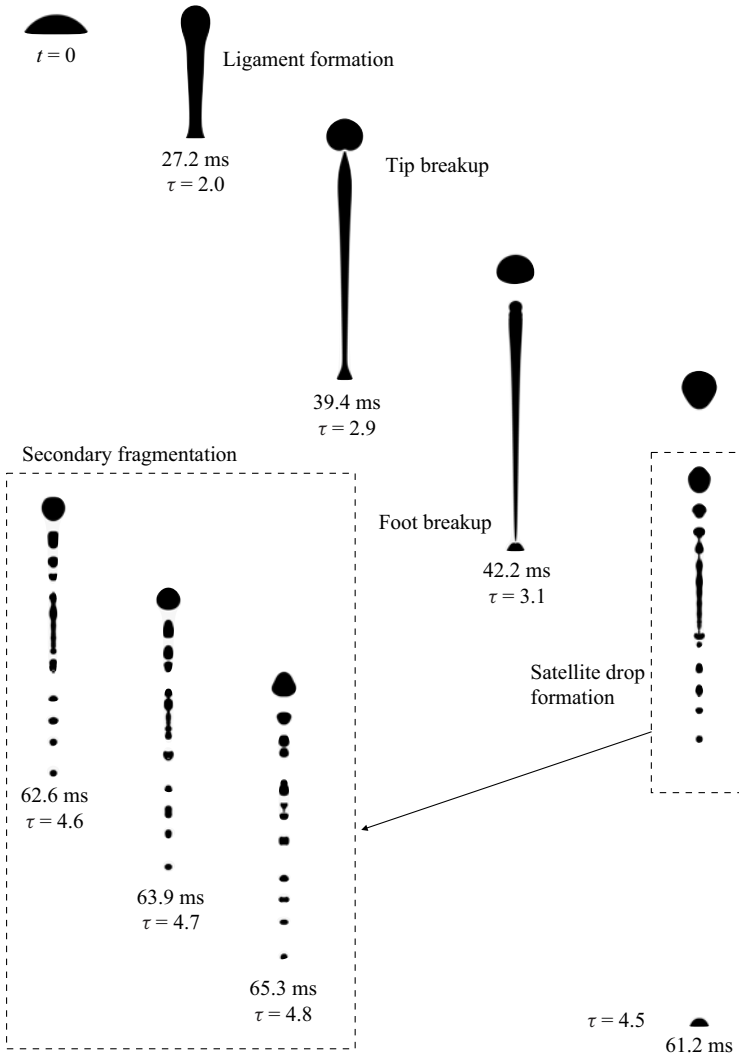 t = 0
Ligament formation
27.2 ms
τ = 2.0
Tip breakup
39.4 ms
τ = 2.9
Foot breakup
42.2 ms
τ = 3.1
Secondary fragmentation
Satellite drop
formation
62.6 ms
τ = 4.6
63.9 ms
τ = 4.7
65.3 ms
τ = 4.8
τ = 4.5
61.2 ms